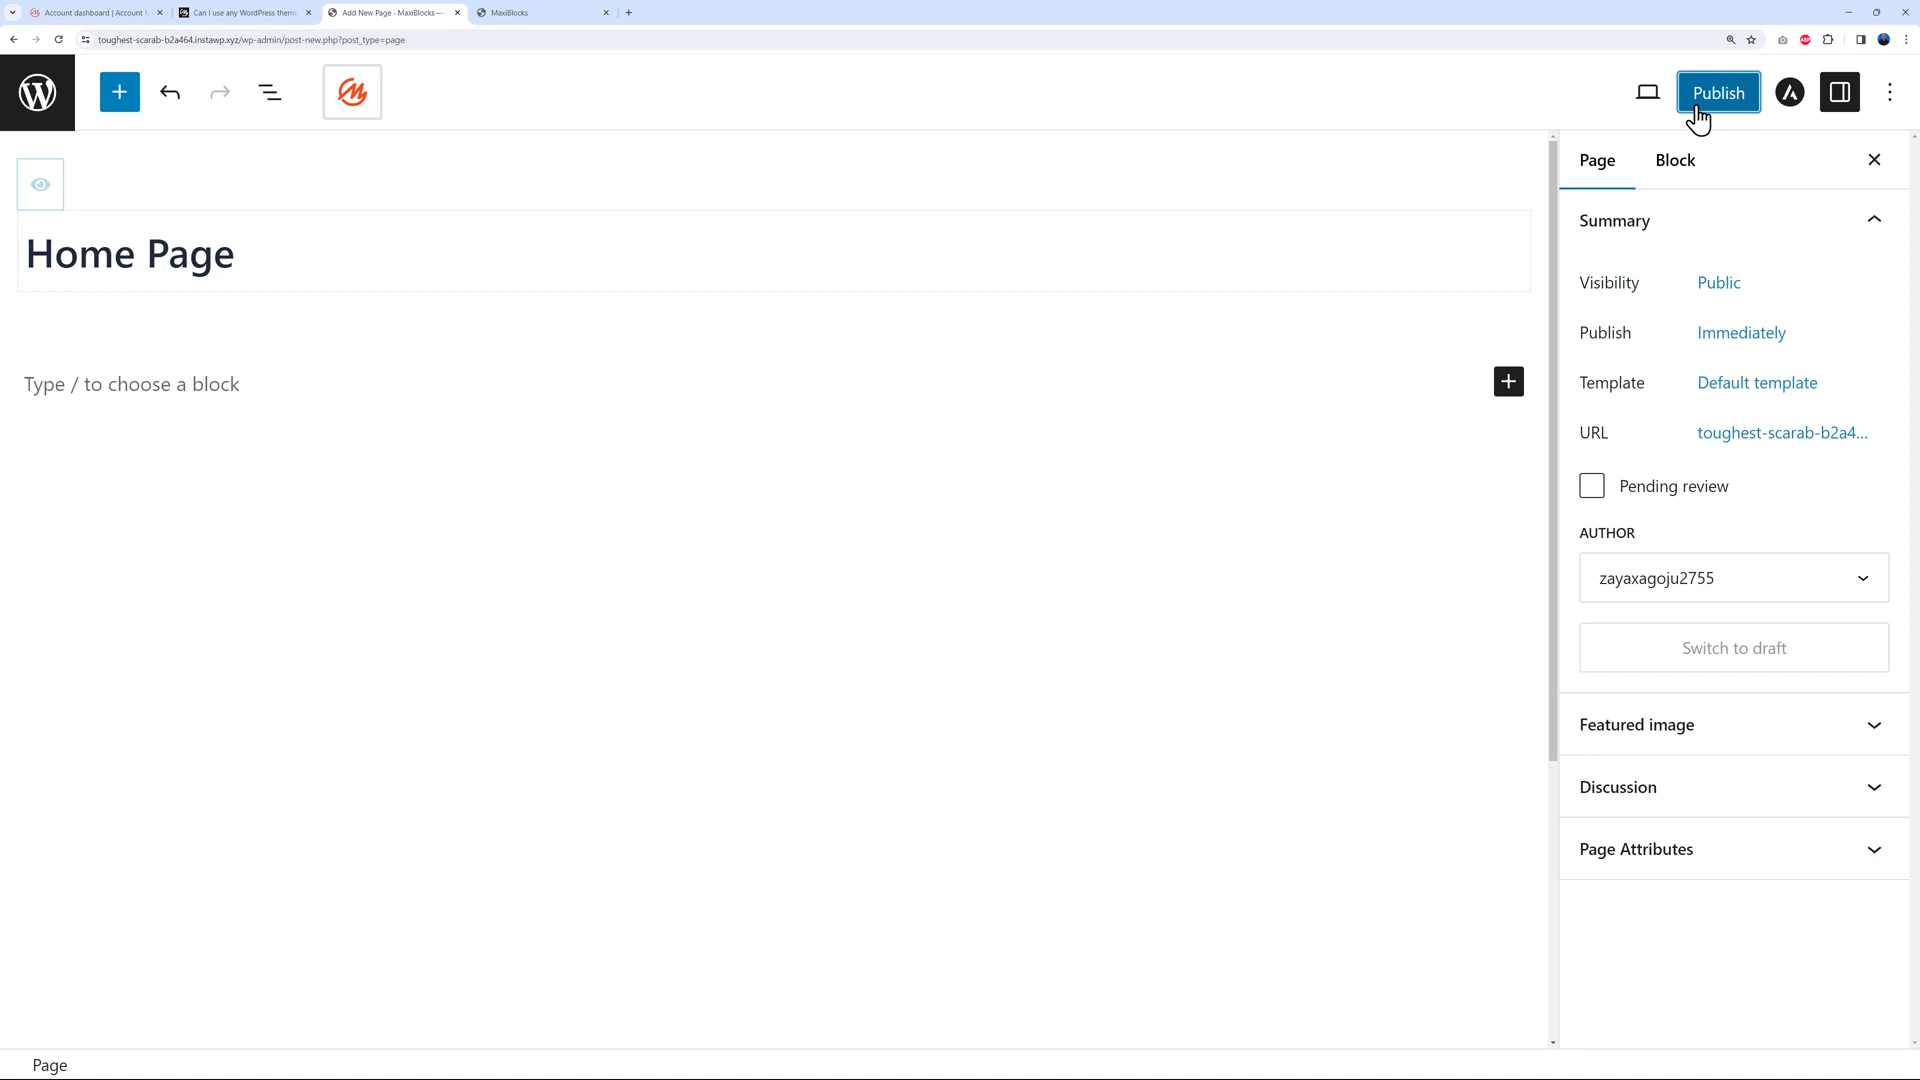 Account dashboard | Account M
Can I use any WordPress theme
Add New Page ‹ MaxiBlocks —
MaxiBlocks
toughest-scarab-b2a464.instawp.xyz/wp-admin/post-new.php?post_type=page
Publish
Page
Block
Summary
Home Page
Visibility
Public
Publish
Immediately
Type / to choose a block
Template
Default template
URL
toughest-scarab-b2a4...
Pending review
AUTHOR
zayaxagoju2755
Switch to draft
Featured image
Discussion
Page Attributes
Page